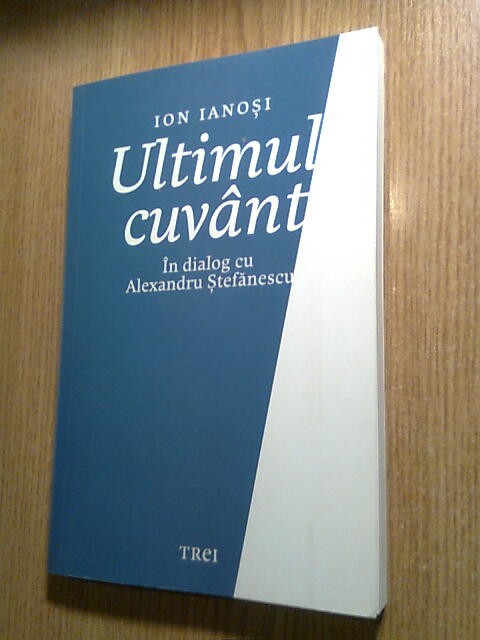 ION IANOȘI
Ultimul
cuvânt
În dialog cu
Alexandru Ștefănescu
TREI